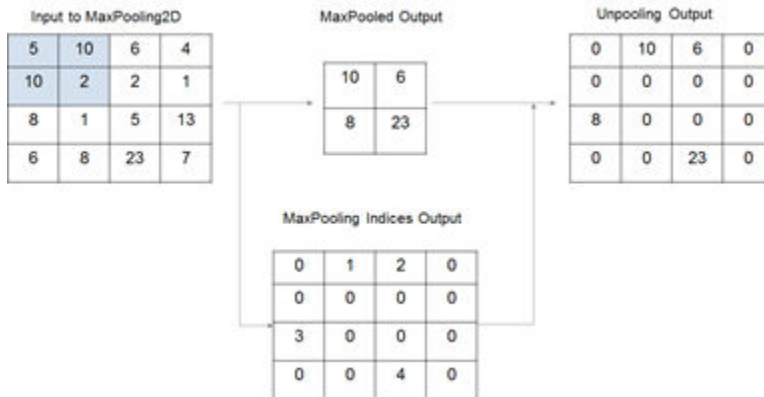 Input to MaxPooling2D
5 10 6 4
10 2 2 1
8 1 5 13
6 8 23 7
MaxPooled Output
10 6
8 23
Unpooling Output
0 10 6 0
0 0 0 0
8 0 0 0
0 0 23 0
MaxPooling Indices Output
0 1 2 0
0 0 0 0
3 0 0 0
0 0 4 0